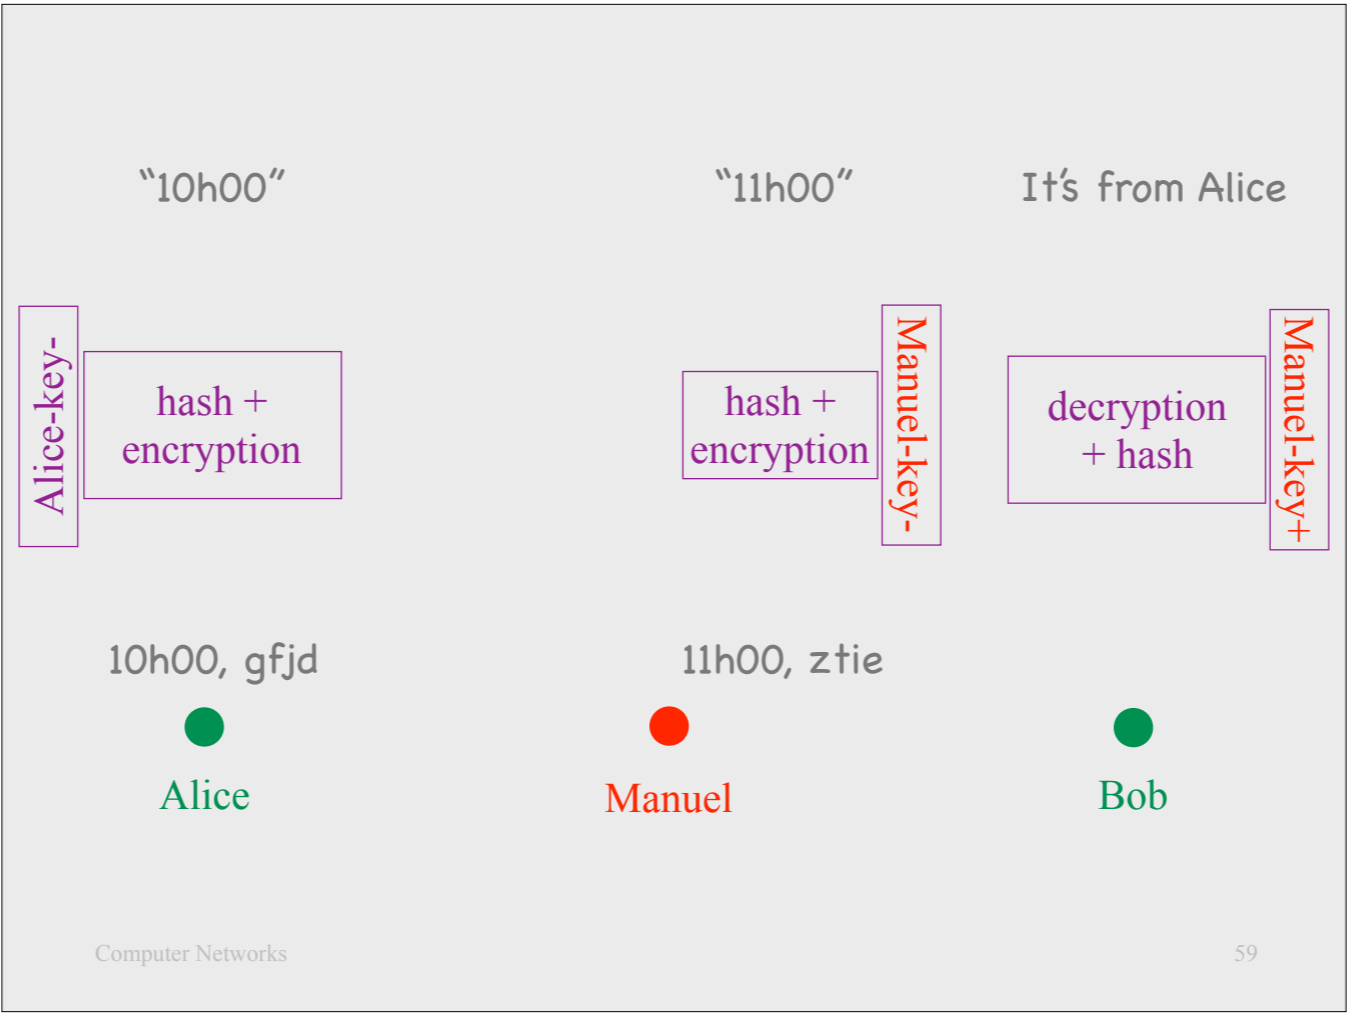 “10h00”
“11h00”
It's from Alice
Alice-key-
hash +
encryption
hash +
encryption
Manuel-key-
decryption
+ hash
Manuel-key+
10h00, gfjd
11h00, ztie
Alice
Manuel
Bob
Computer Networks
59